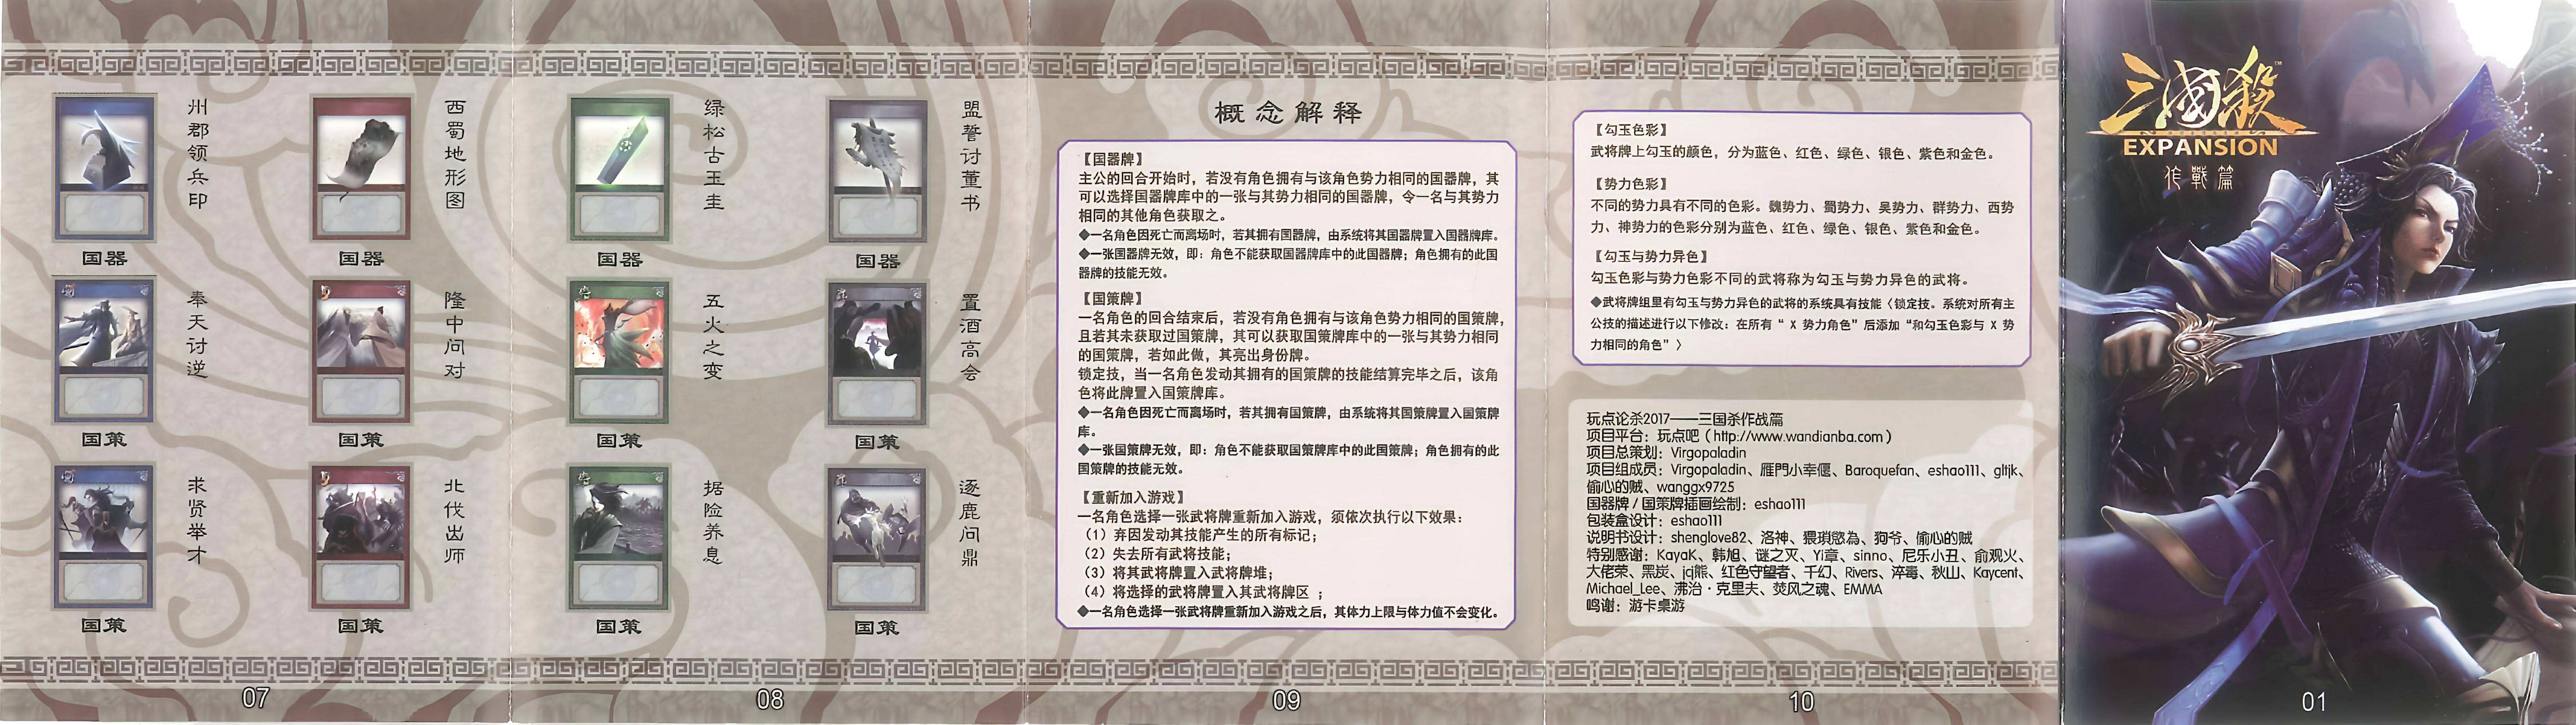 州郡领兵印
国器
西蜀地形图
国器
奉天讨逆
国策
隆中问对
国策
求贤举才
国策
北伐出师
国策
07
绿松古玉圭
国器
盟誓讨董书
国器
五火之变
国策
置酒高会
国策
据险养息
国策
逐鹿问鼎
国策
08
概念解释
【国器牌】
主公的回合开始时，若没有角色拥有与该角色势力相同的国器牌，其
可以选择国器牌库中的一张与其势力相同的国器牌，令一名与其势力
相同的其他角色获取之。
◆一名角色因死亡而离场时，若其拥有国器牌，由系统将其国器牌置入国器牌库。
◆一张国器牌无效，即：角色不能获取国器牌库中的此国器牌；角色拥有的此国
器牌的技能无效。
【国策牌】
一名角色的回合结束后，若没有角色拥有与该角色势力相同的国策牌，
且若其未获取过国策牌，其可以获取国策牌库中的一张与其势力相同
的国策牌，若如此做，其亮出身份牌。
锁定技，当一名角色发动其拥有的国策牌的技能结算完毕之后，该角
色将此牌置入国策牌库。
◆一名角色因死亡而离场时，若其拥有国策牌，由系统将其国策牌置入国策牌
库。
◆一张国策牌无效，即：角色不能获取国策牌库中的此国策牌；角色拥有的此
国策牌的技能无效。
【重新加入游戏】
一名角色选择一张武将牌重新加入游戏，须依次执行以下效果：
（1）弃因发动其技能产生的所有标记；
（2）失去所有武将技能；
（3）将其武将牌置入武将牌堆；
（4）将选择的武将牌置入其武将牌区 ；
◆一名角色选择一张武将牌重新加入游戏之后，其体力上限与体力值不会变化。
09
【勾玉色彩】
武将牌上勾玉的颜色，分为蓝色、红色、绿色、银色、紫色和金色。
【势力色彩】
不同的势力具有不同的色彩。魏势力、蜀势力、吴势力、群势力、西势
力、神势力的色彩分别为蓝色、红色、绿色、银色、紫色和金色。
【勾玉与势力异色】
勾玉色彩与势力色彩不同的武将称为勾玉与势力异色的武将。
◆武将牌组里有勾玉与势力异色的武将的系统具有技能〈锁定技。系统对所有主
公技的描述进行以下修改：在所有“ X 势力角色”后添加“和勾玉色彩与 X 势
力相同的角色”〉
玩点论杀2017——三国杀作战篇
项目平台：玩点吧（http://www.wandianba.com）
项目总策划：Virgopaladin
项目组成员：Virgopaladin、雁門小幸偃、Baroquefan、eshao111、gltjk、
偷心的贼、wanggx9725
国器牌 / 国策牌插画绘制：eshao111
包装盒设计：eshao111
说明书设计：shenglove82、洛神、猥琐慾為、狗爷、偷心的贼
特别感谢：KayaK、韩旭、谜之灭、Yi章、sinno、尼乐小丑、俞观火、
大佬荣、黑炭、jcj熊、红色守望者、千幻、Rivers、淬毒、秋山、Kaycent、
Michael_Lee、沸治·克里夫、荧风之魂、EMMA
鸣谢：游卡桌游
10
三國殺
EXPANSION
作戰篇
01